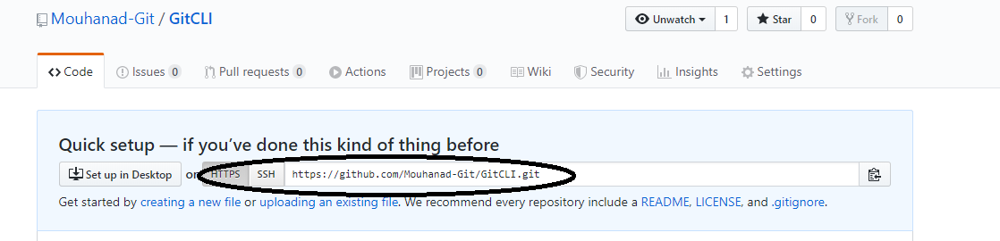 Mouhanad-Git / GitCLI
Unwatch 1 Star 0 Fork 0
Code Issues 0 Pull requests 0 Actions Projects 0 Wiki Security Insights Settings
Quick setup — if you've done this kind of thing before
Set up in Desktop or HTTPS SSH https://github.com/Mouhanad-Git/GitCLI.git
Get started by creating a new file or uploading an existing file. We recommend every repository include a README, LICENSE, and .gitignore.